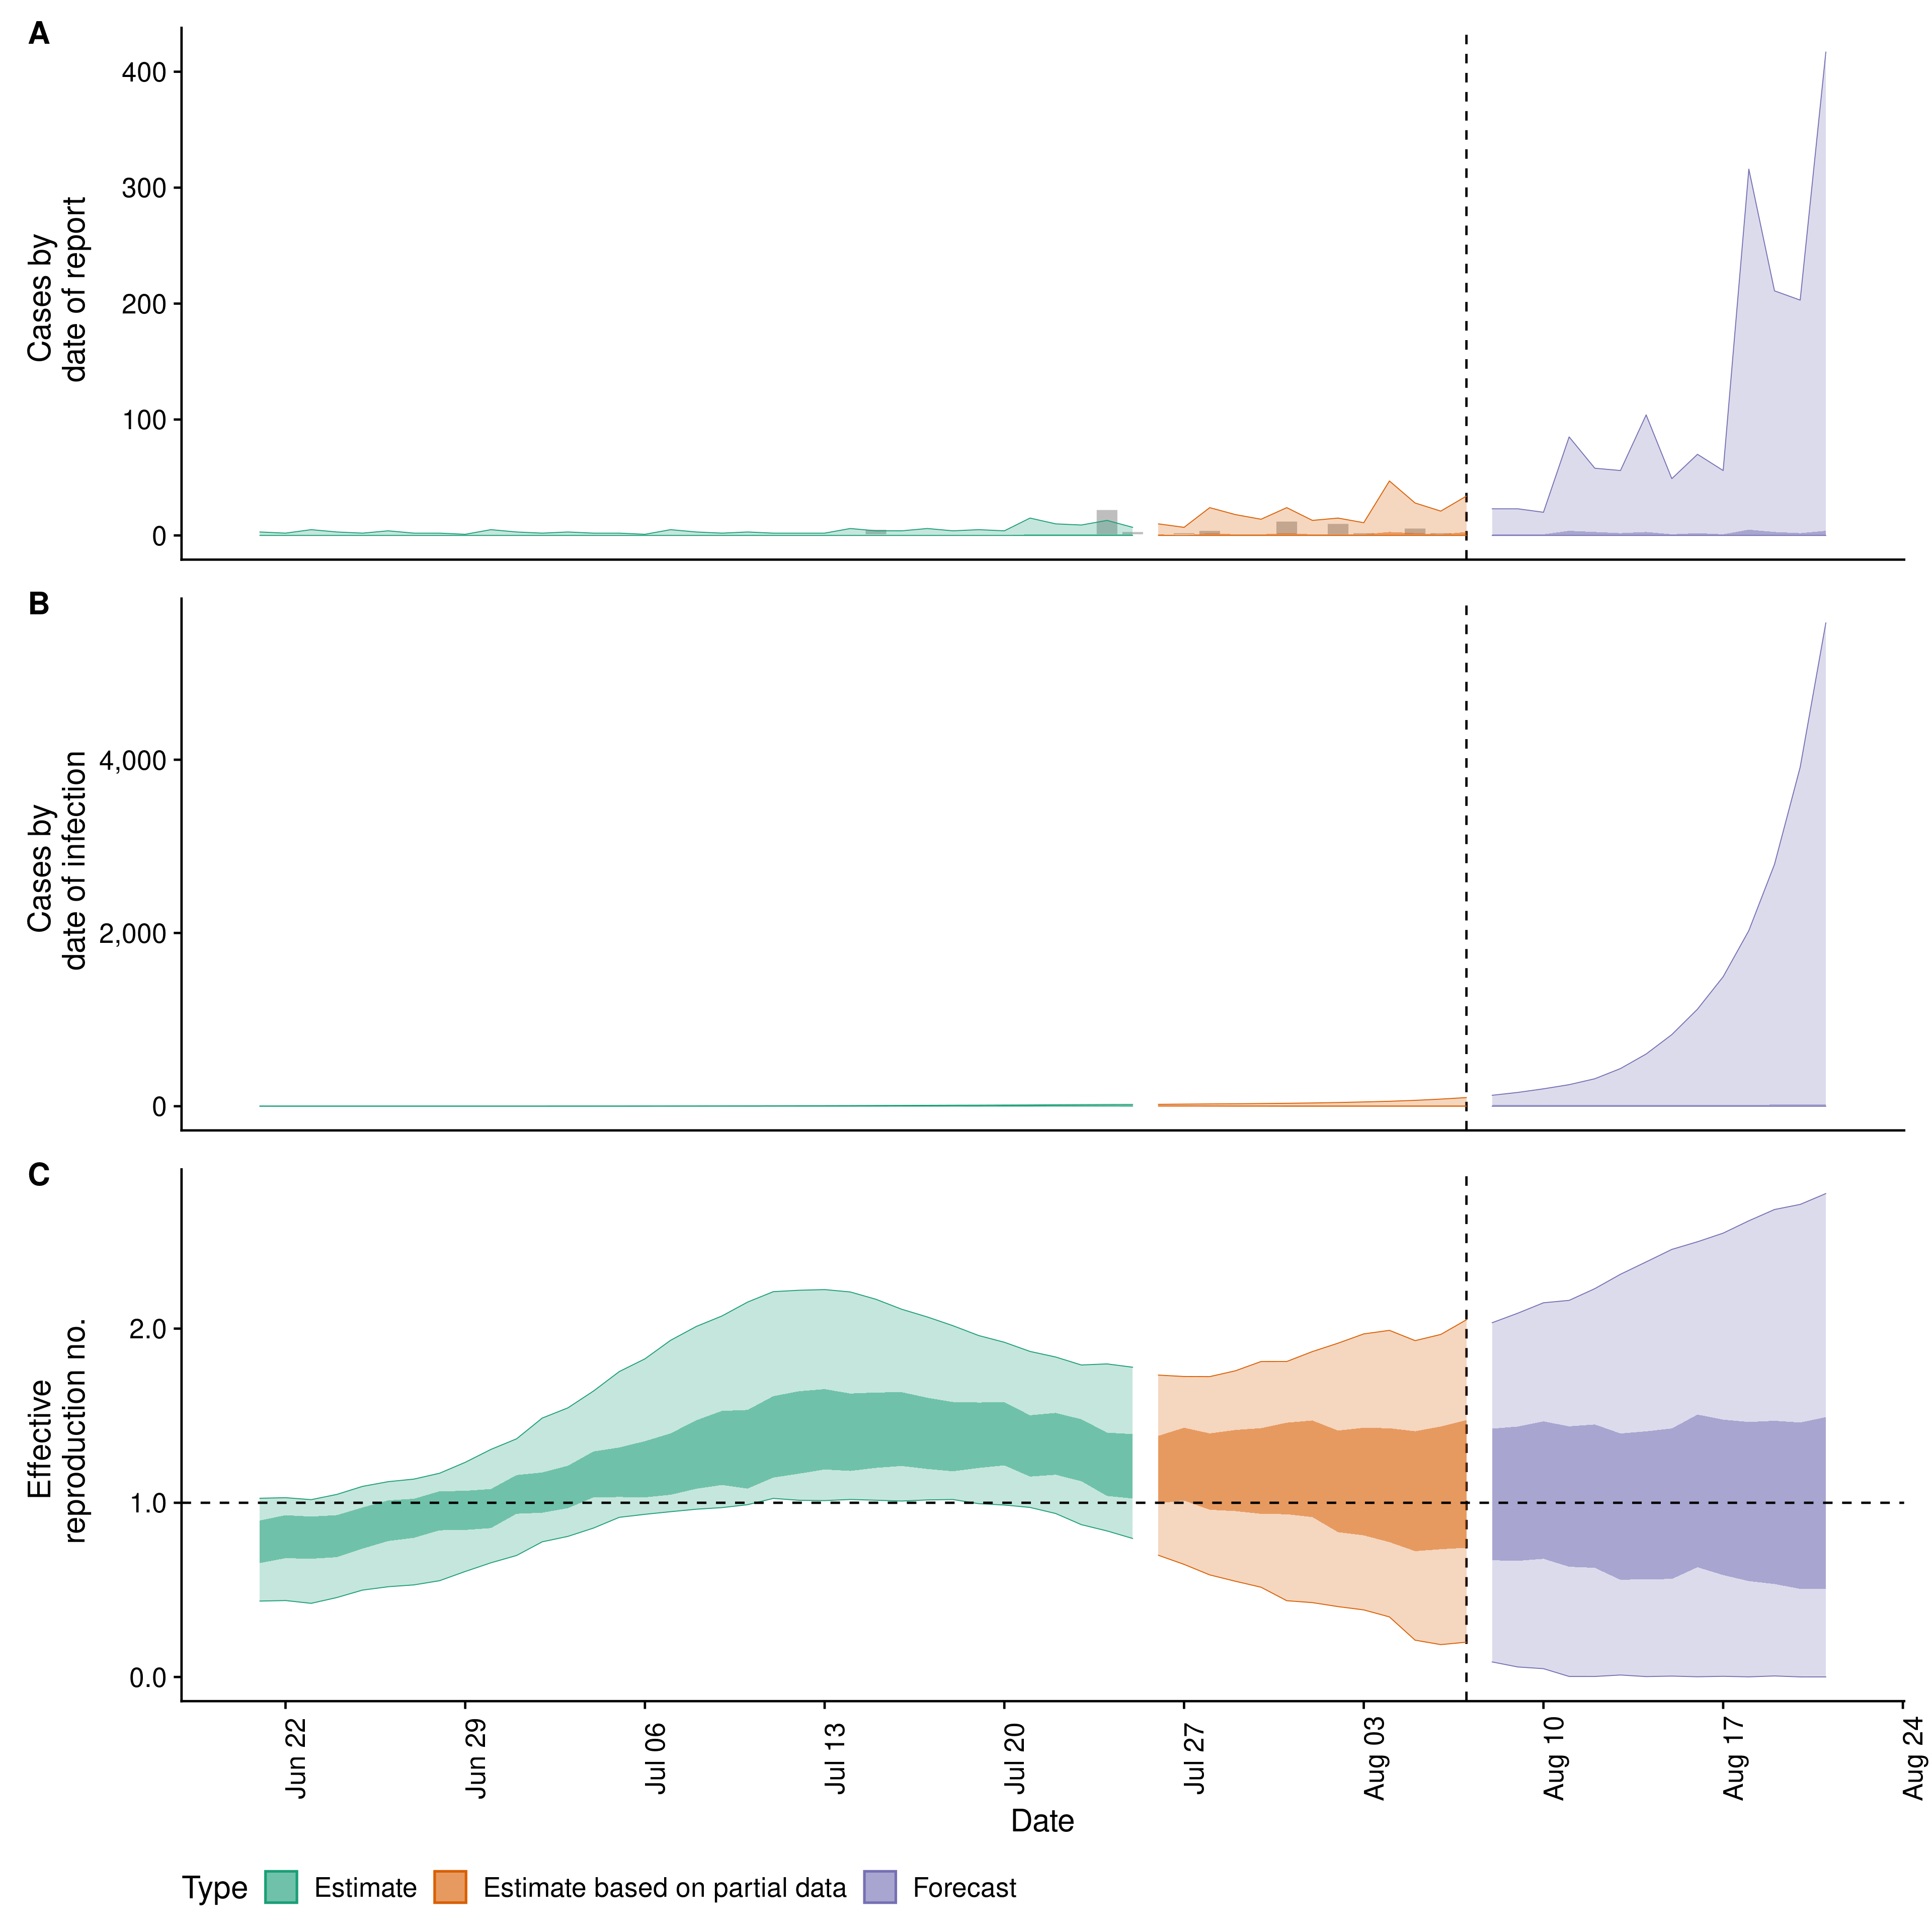 A
Cases by
date of report
400
300
200
100
0
B
Cases by
date of infection
4,000
2,000
0
C
Effective
reproduction no.
2.0
1.0
0.0
Jun 22
Jun 29
Jul 06
Jul 13
Jul 20
Jul 27
Aug 03
Aug 10
Aug 17
Aug 24
Date
Type Estimate Estimate based on partial data Forecast